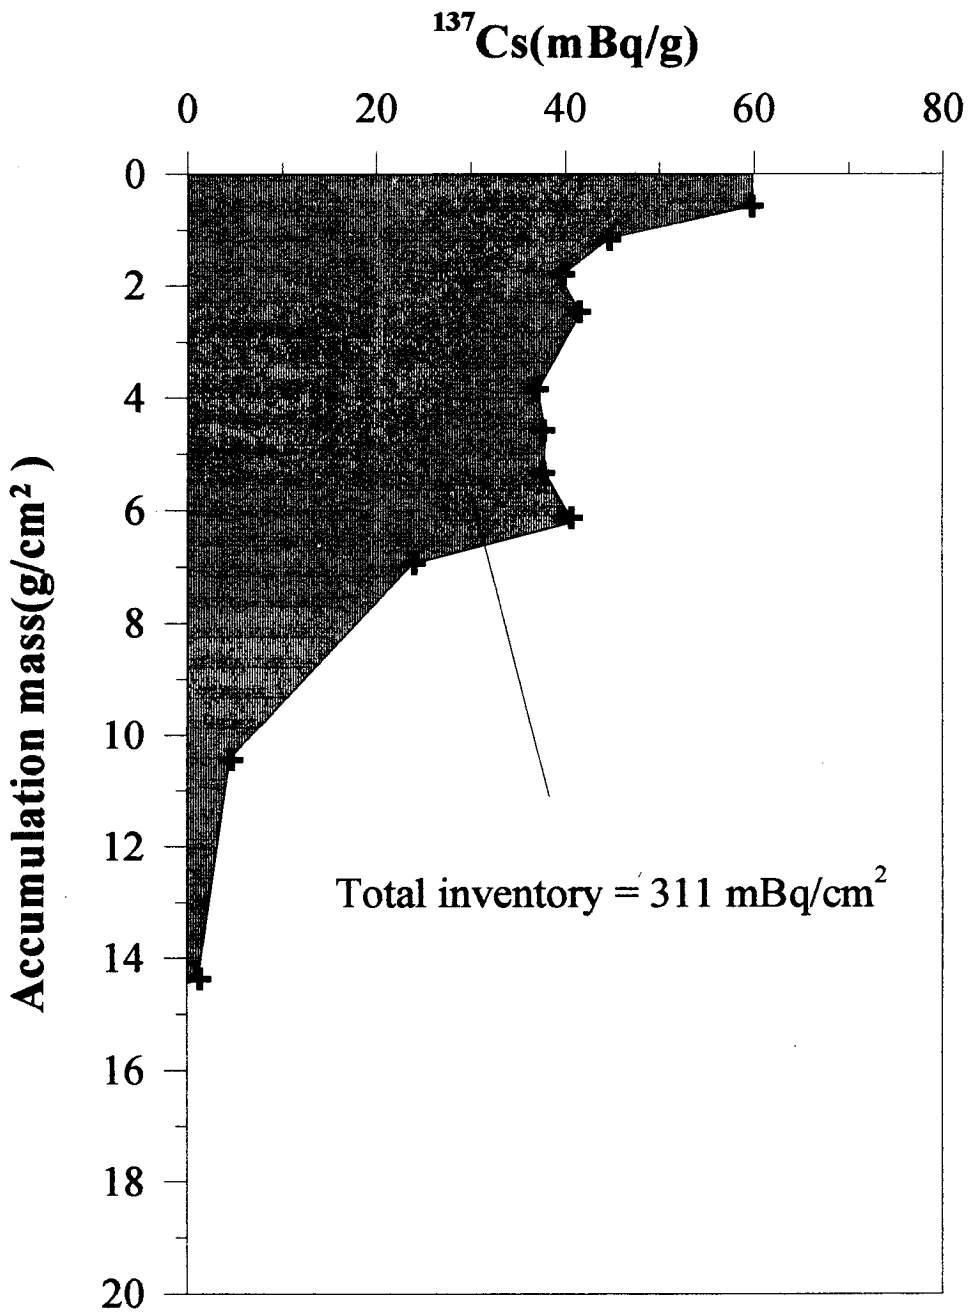 ¹³⁷Cs(mBq/g)
0 20 40 60 80
0
2
4
6
8
10
12
14
16
18
20
Accumulation mass(g/cm²)
Total inventory = 311 mBq/cm²